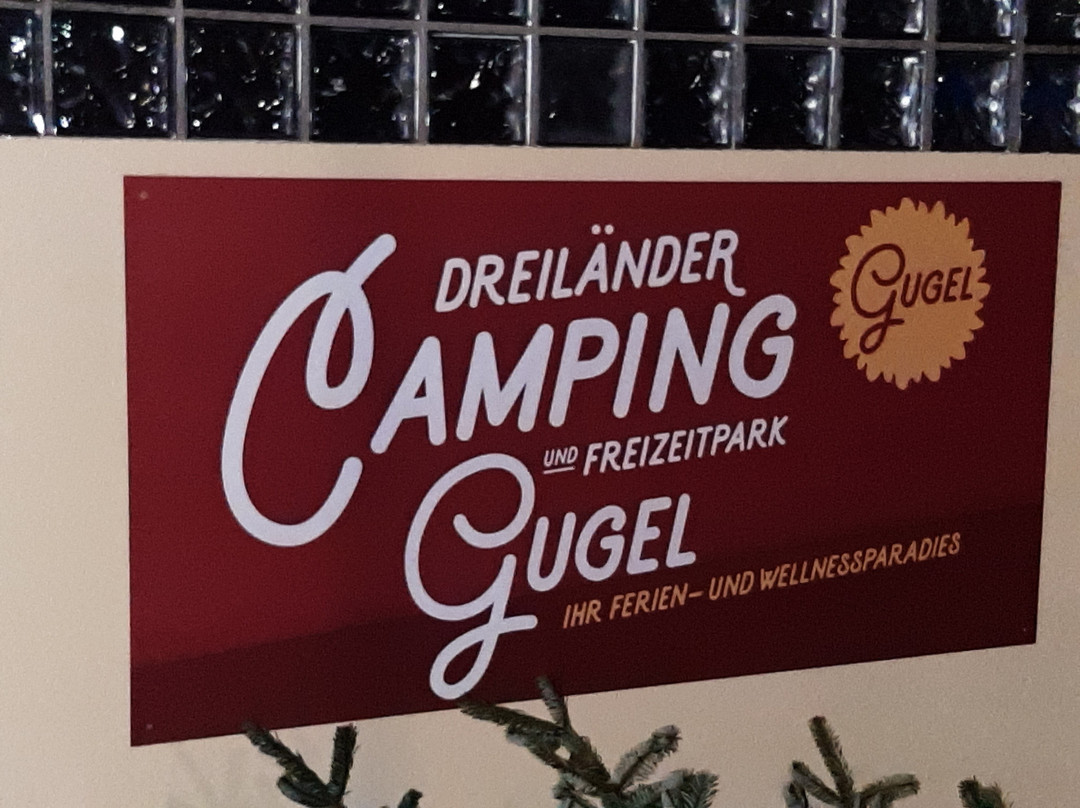 DREILÄNDER
CAMPING
UND FREIZEITPARK
GUGEL
IHR FERIEN- UND WELLNESSPARADIES
GUGEL